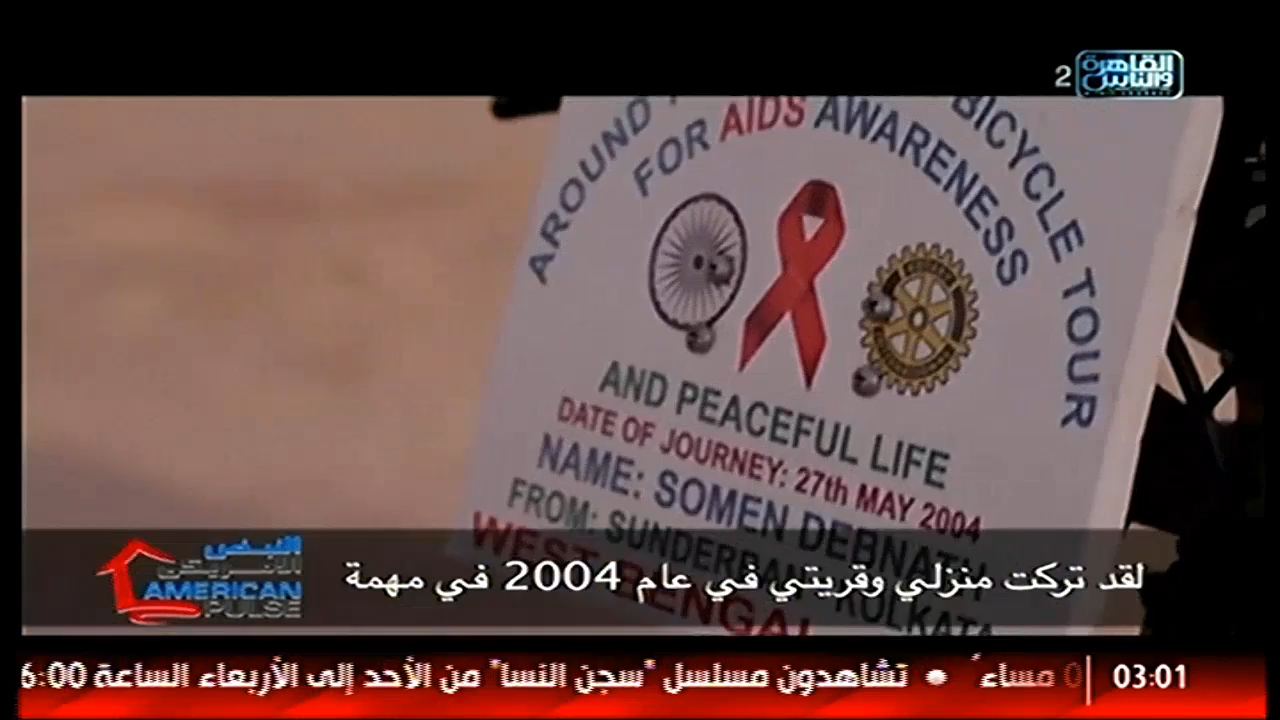 القاهرة
والناس
2
AROUND
BICYCLE TOUR
FOR AIDS AWARENESS
AND PEACEFUL LIFE
DATE OF JOURNEY: 27th MAY 2004
NAME: SOMEN DEBNATH
FROM: SUNDERBAN KOLKATA
WEST BENGAL
لقد تركت منزلي وقريتي في عام 2004 في مهمة
النبض
الأمريكي
AMERICAN
PULSE
03:01
مساءً • تشاهدون مسلسل "سجن النسا" من الأحد إلى الأربعاء الساعة 6:00